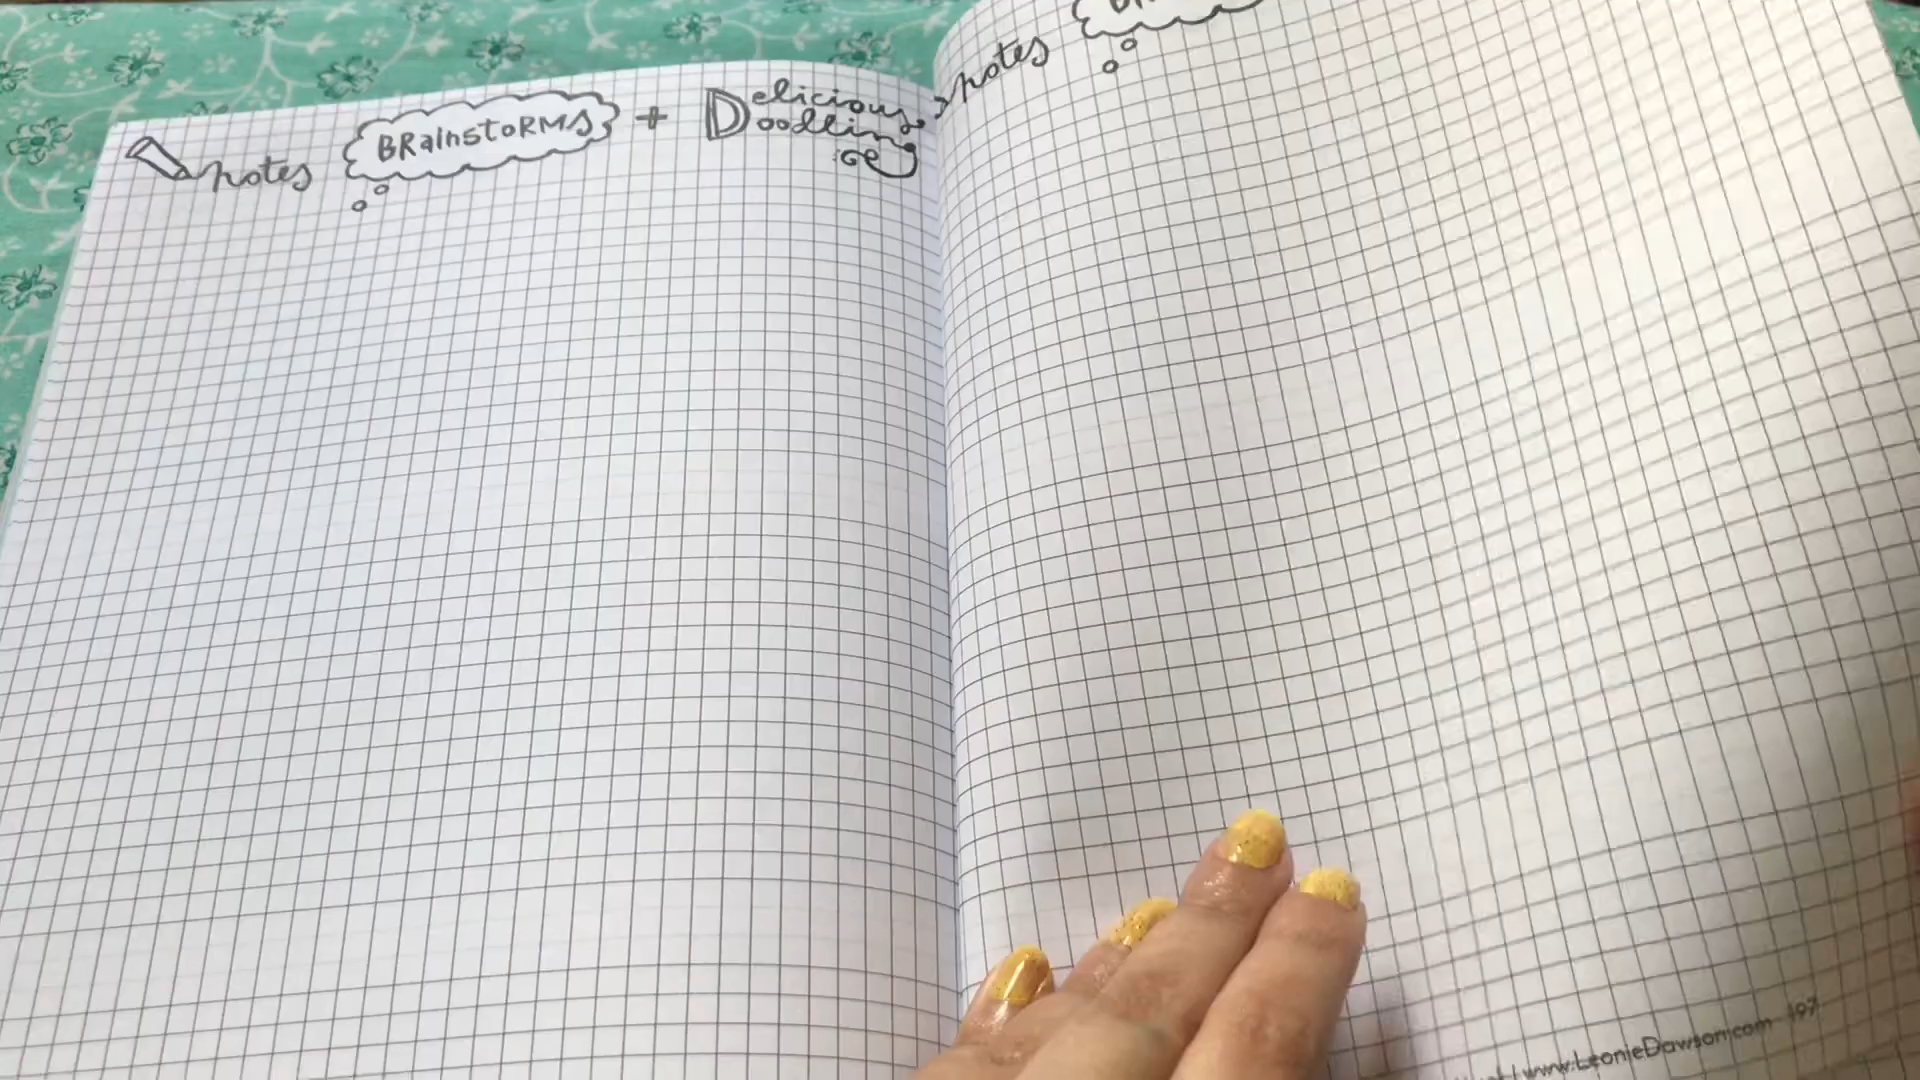 notes BRainstoRMS + Delicious Doodling
notes
www.LeonieDawson.com 197